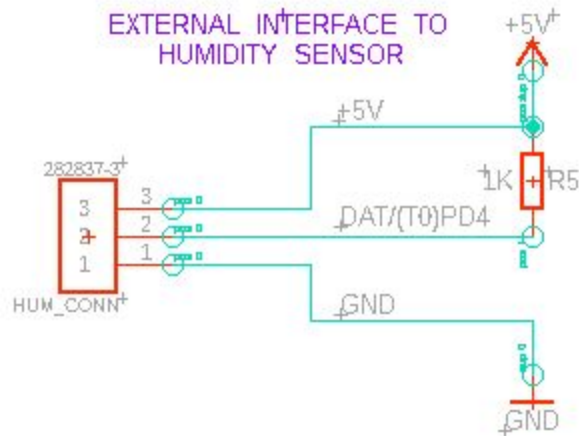 EXTERNAL INTERFACE TO
HUMIDITY SENSOR
+5V
+5V
282837-3
3
3
2
2
1
1
1K
R5
DAT/(T0)PD4
HUM_CONN
GND
GND